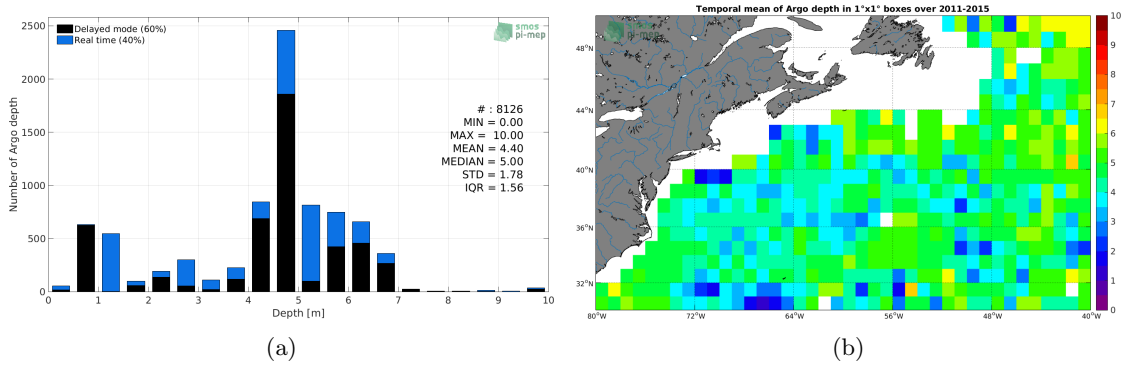 Delayed mode (60%)
Real time (40%)
smos
pi-mep
# : 8126
MIN = 0.00
MAX = 10.00
MEAN = 4.40
MEDIAN = 5.00
STD = 1.78
IQR = 1.56
Number of Argo depth
2500
2000
1500
1000
500
0
0 1 2 3 4 5 6 7 8 9 10
Depth [m]
(a)
Temporal mean of Argo depth in 1°x1° boxes over 2011-2015
smos
pi-mep
48°N
44°N
40°N
36°N
32°N
80°W 72°W 64°W 56°W 48°W 40°W
10
9
8
7
6
5
4
3
2
1
0
(b)